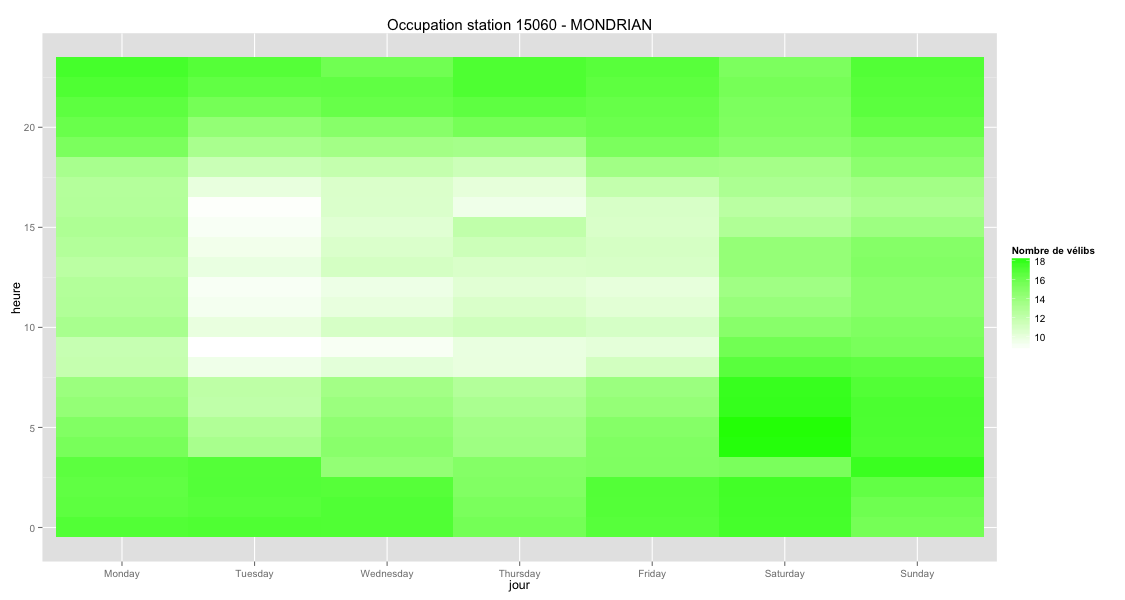 Occupation station 15060 - MONDRIAN
heure
20
15
10
5
0
Monday Tuesday Wednesday Thursday Friday Saturday Sunday
jour
Nombre de vélibs
18
16
14
12
10